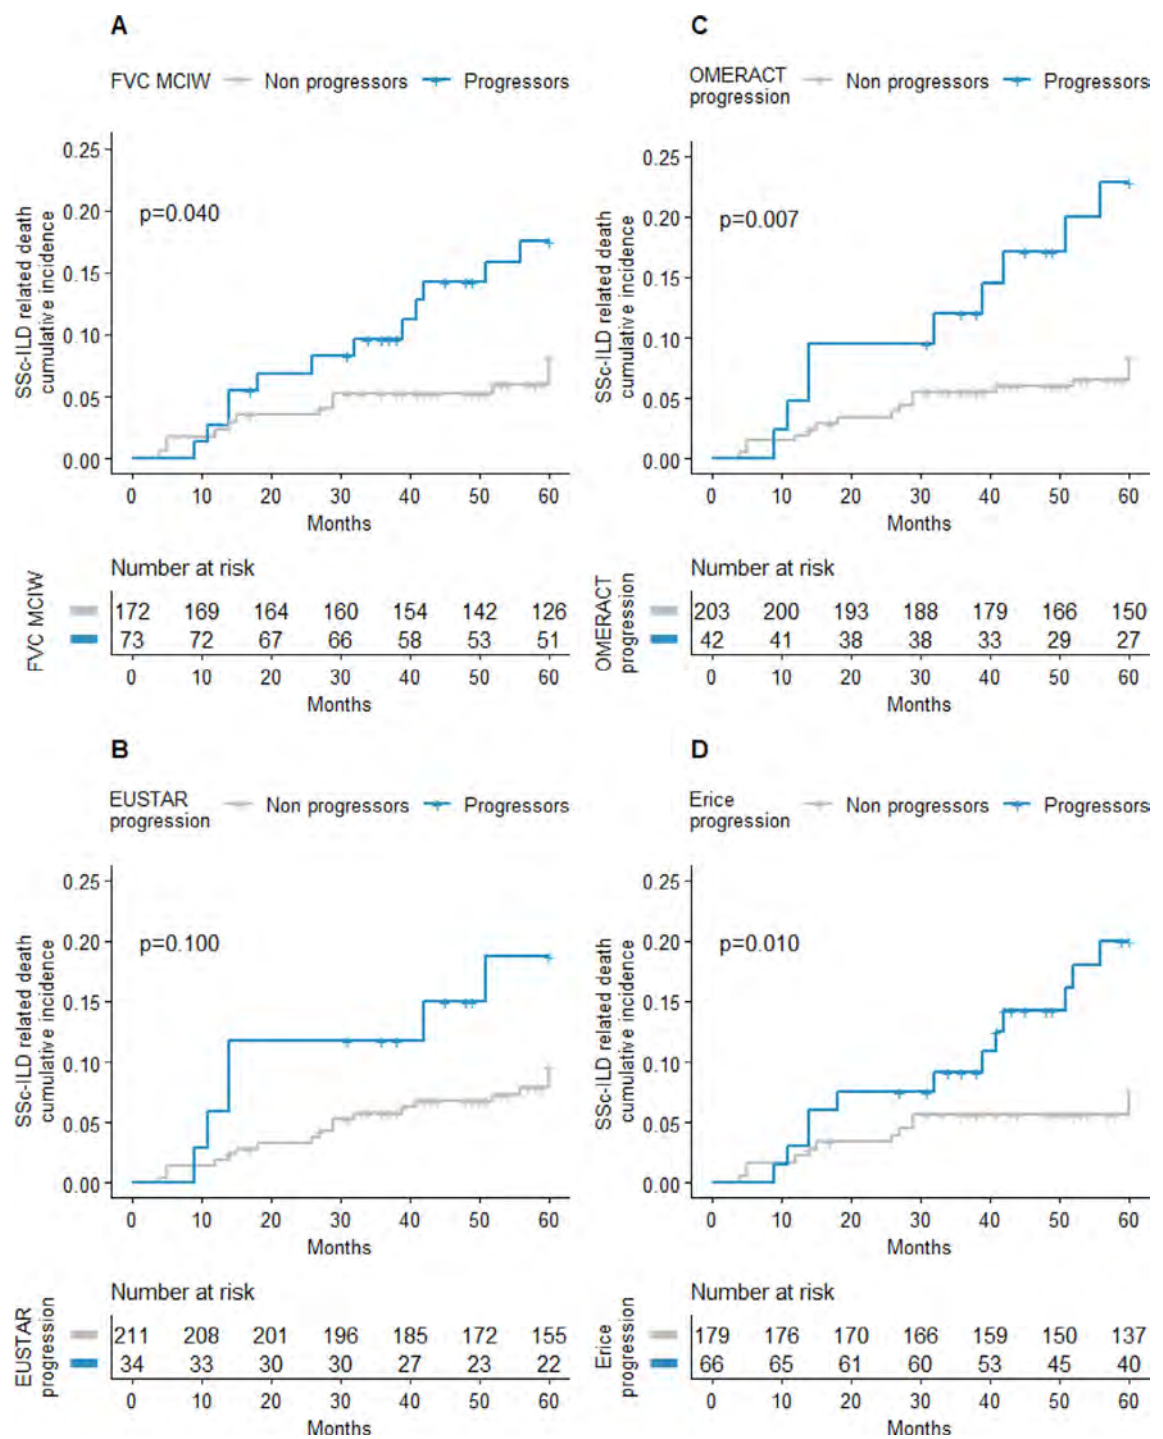 A
FVC MCIW Non progressors Progressors
SSc-ILD related death
cumulative incidence
0.25
0.20
0.15
0.10
0.05
0.00
p=0.040
0 10 20 30 40 50 60
Months
Number at risk
FVC MCIW
172 169 164 160 154 142 126
73 72 67 66 58 53 51
0 10 20 30 40 50 60
Months
C
OMERACT
progression Non progressors Progressors
SSc-ILD related death
cumulative incidence
0.25
0.20
0.15
0.10
0.05
0.00
p=0.007
0 10 20 30 40 50 60
Months
Number at risk
OMERACT
progression
203 200 193 188 179 166 150
42 41 38 38 33 29 27
0 10 20 30 40 50 60
Months
B
EUSTAR
progression Non progressors Progressors
SSc-ILD related death
cumulative incidence
0.25
0.20
0.15
0.10
0.05
0.00
p=0.100
0 10 20 30 40 50 60
Months
Number at risk
EUSTAR
progression
211 208 201 196 185 172 155
34 33 30 30 27 23 22
0 10 20 30 40 50 60
Months
D
Erice
progression Non progressors Progressors
SSc-ILD related death
cumulative incidence
0.25
0.20
0.15
0.10
0.05
0.00
p=0.010
0 10 20 30 40 50 60
Months
Number at risk
Erice
progression
179 176 170 166 159 150 137
66 65 61 60 53 45 40
0 10 20 30 40 50 60
Months